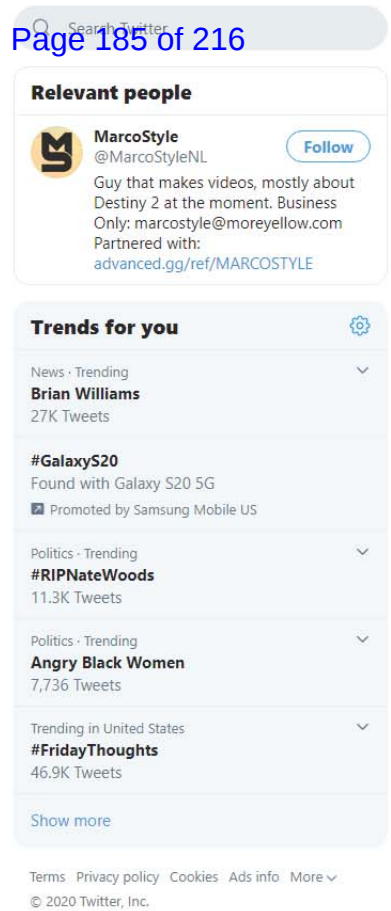 Search Twitter
Page 185 of 216
Relevant people
MarcoStyle
@MarcoStyleNL
Follow
Guy that makes videos, mostly about
Destiny 2 at the moment. Business
Only: marcostyle@moreyellow.com
Partnered with:
advanced.gg/ref/MARCOSTYLE
Trends for you
News · Trending
Brian Williams
27K Tweets
#GalaxyS20
Found with Galaxy S20 5G
Promoted by Samsung Mobile US
Politics · Trending
#RIPNateWoods
11.3K Tweets
Politics · Trending
Angry Black Women
7,736 Tweets
Trending in United States
#FridayThoughts
46.9K Tweets
Show more
Terms Privacy policy Cookies Ads info More
© 2020 Twitter, Inc.